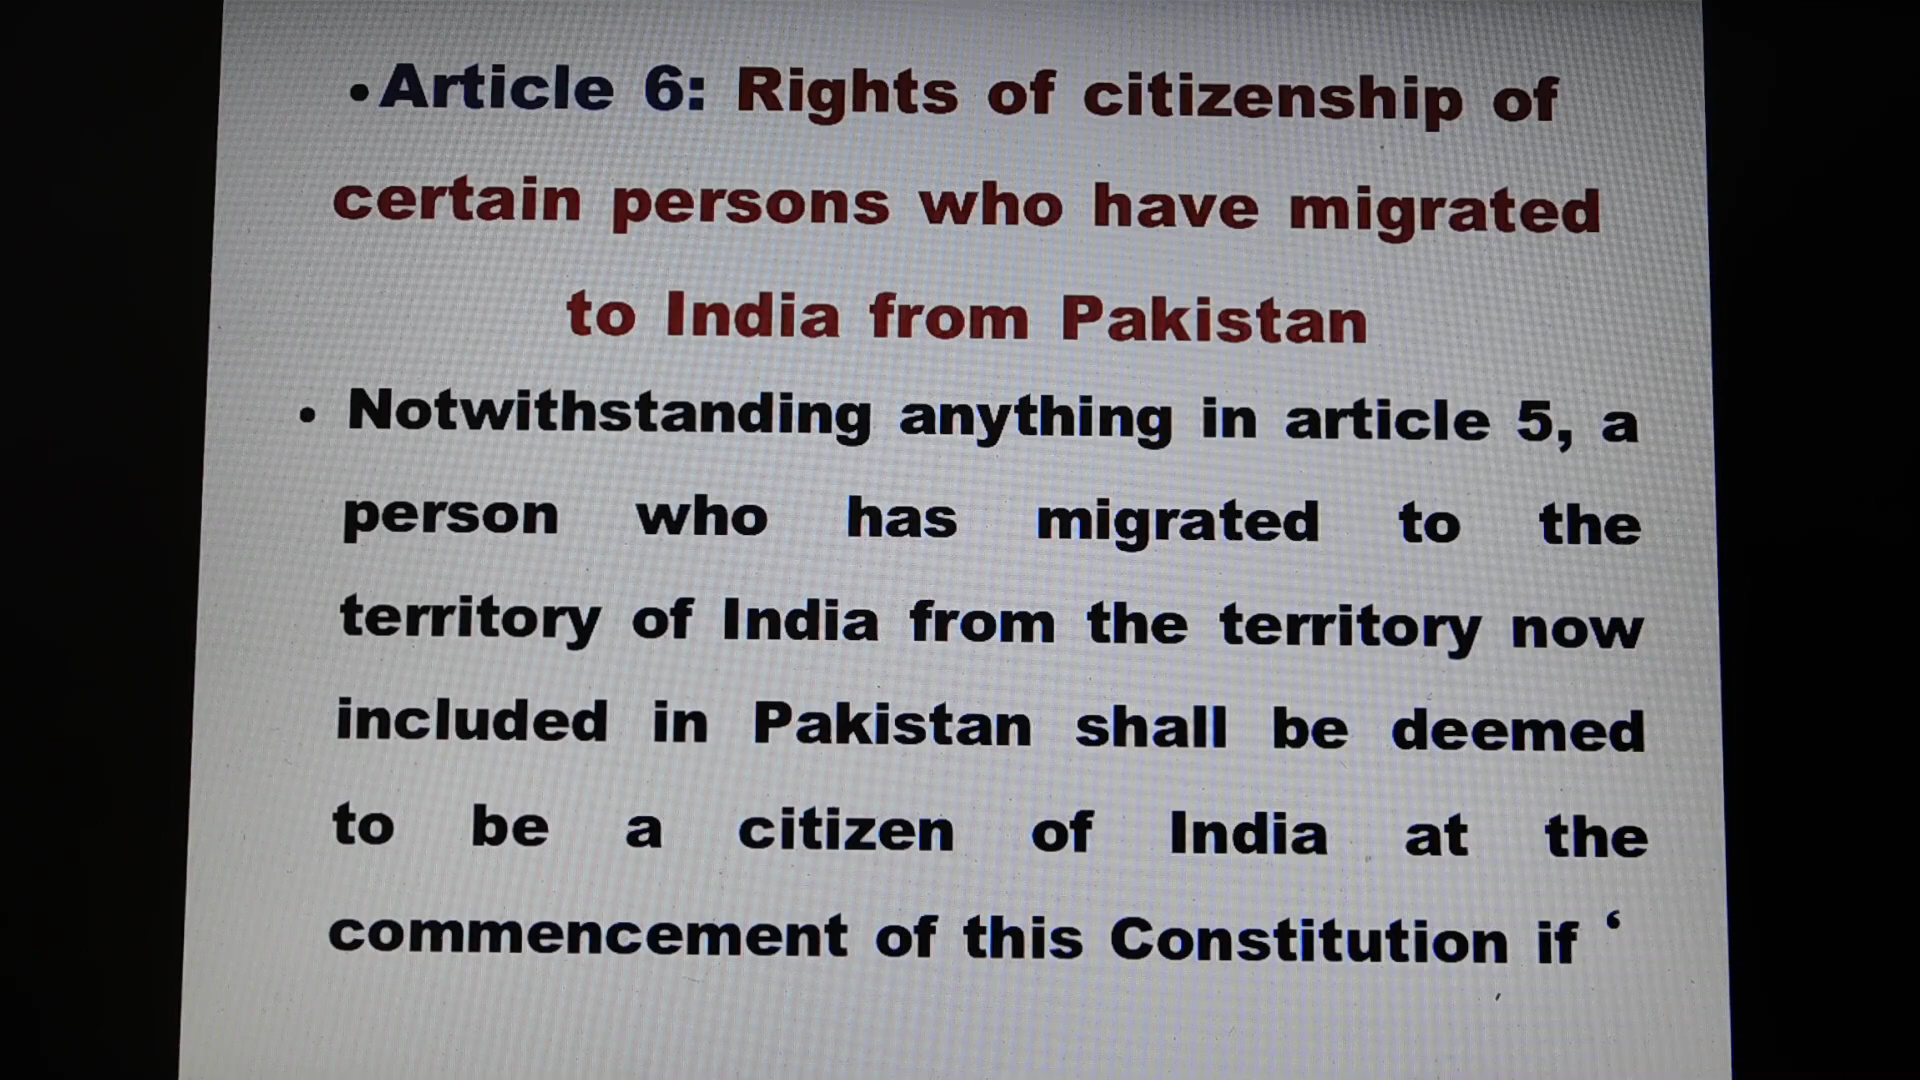 •Article 6: Rights of citizenship of
certain persons who have migrated
to India from Pakistan
• Notwithstanding anything in article 5, a
person who has migrated to the
territory of India from the territory now
included in Pakistan shall be deemed
to be a citizen of India at the
commencement of this Constitution if ‘